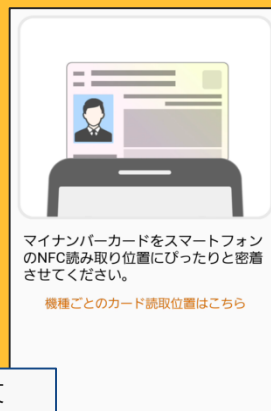 マイナンバーカードをスマートフォン
のNFC読み取り位置にぴったりと密着
させてください。
機種ごとのカード読取位置はこちら